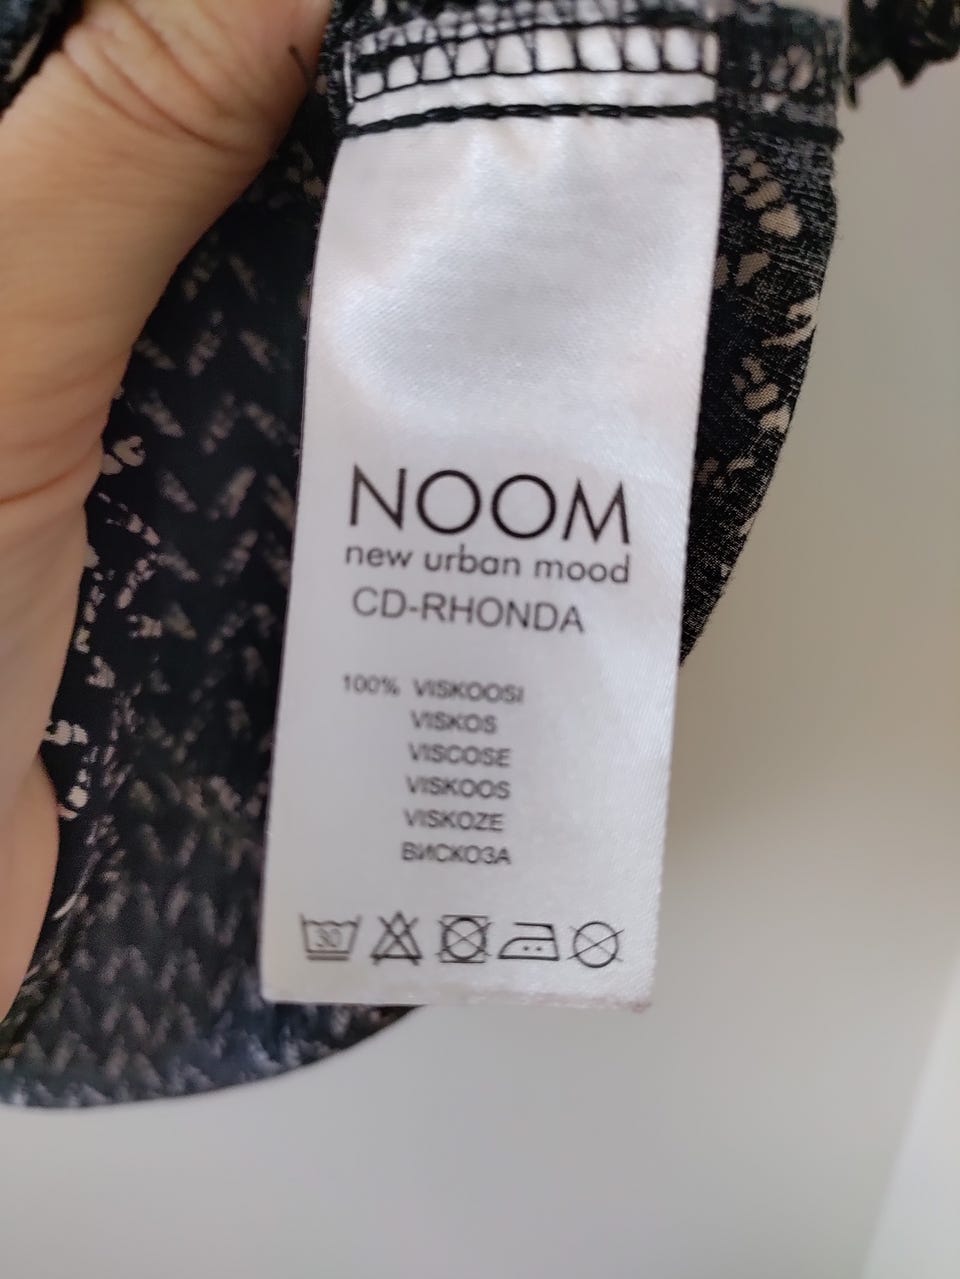 NOOM
new urban mood
CD-RHONDA
100% VISKOOSI
VISKOS
VISCOSE
VISKOOS
VISKOZE
ВИСКОЗА
30